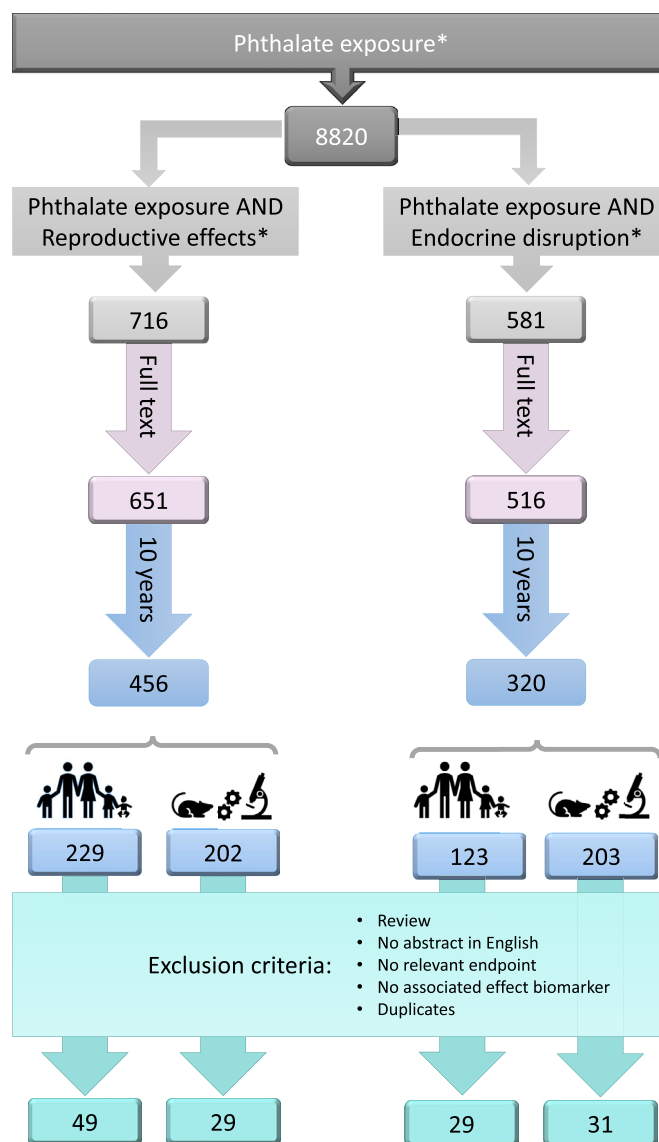 Phthalate exposure*
8820
Phthalate exposure AND
Reproductive effects*
Phthalate exposure AND
Endocrine disruption*
716
581
Full text
Full text
651
516
10 years
10 years
456
320
229
202
123
203
Exclusion criteria:
• Review
• No abstract in English
• No relevant endpoint
• No associated effect biomarker
• Duplicates
49
29
29
31